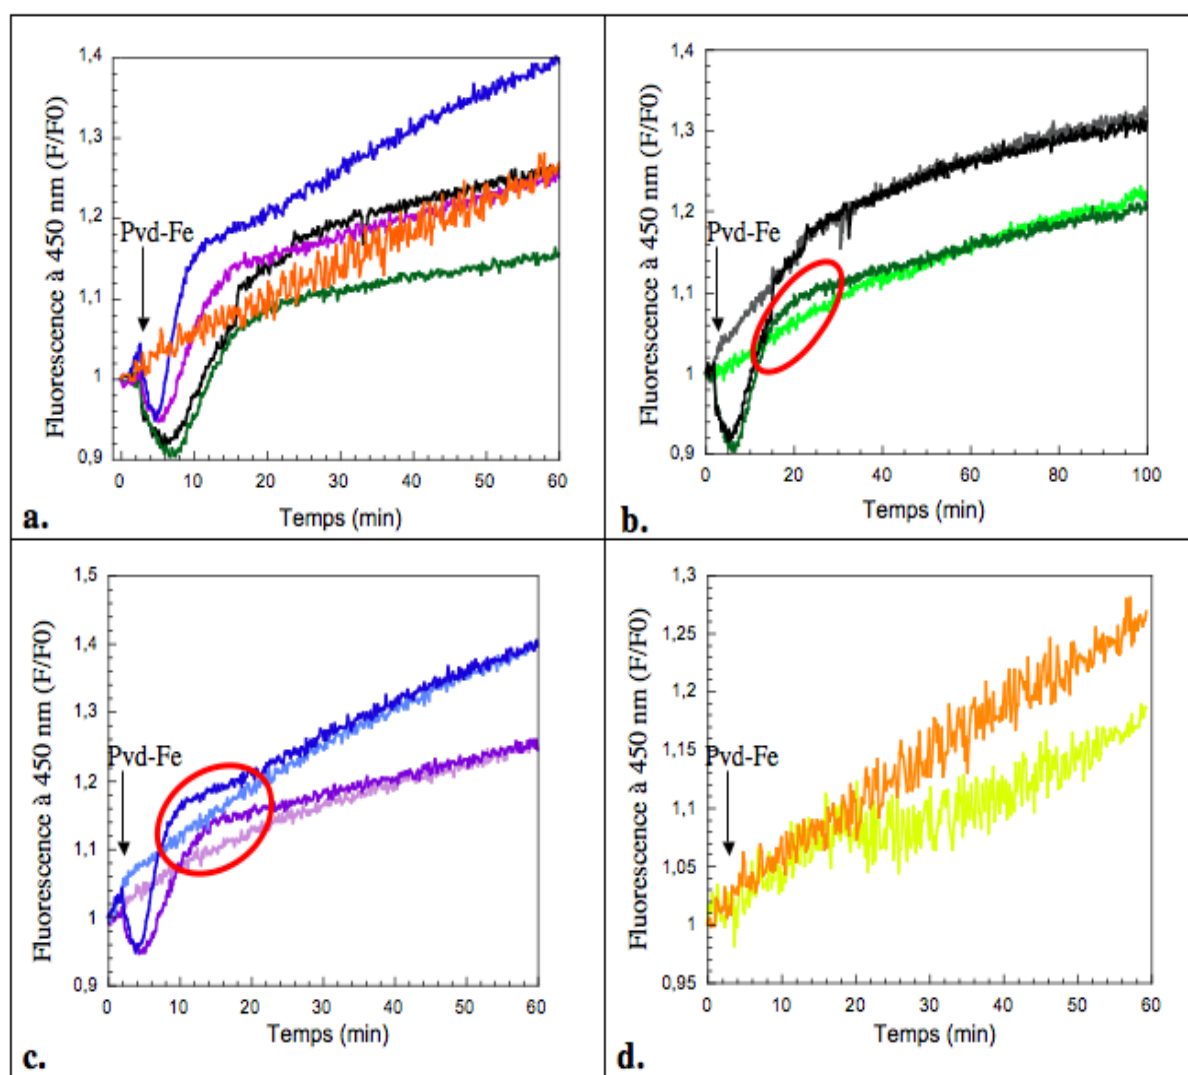 Fluorescence à 450 nm (F/F0)
1,4
1,3
1,2
1,1
1
0,9
Pvd-Fe
0 10 20 30 40 50 60
Temps (min)
a.
Fluorescence à 450 nm (F/F0)
1,4
1,3
1,2
1,1
1
0,9
Pvd-Fe
0 20 40 60 80 100
Temps (min)
b.
Fluorescence à 450 nm (F/F0)
1,5
1,4
1,3
1,2
1,1
1
0,9
Pvd-Fe
0 10 20 30 40 50 60
Temps (min)
c.
Fluorescence à 450 nm (F/F0)
1,3
1,25
1,2
1,15
1,1
1,05
1
0,95
Pvd-Fe
0 10 20 30 40 50 60
Temps (min)
d.